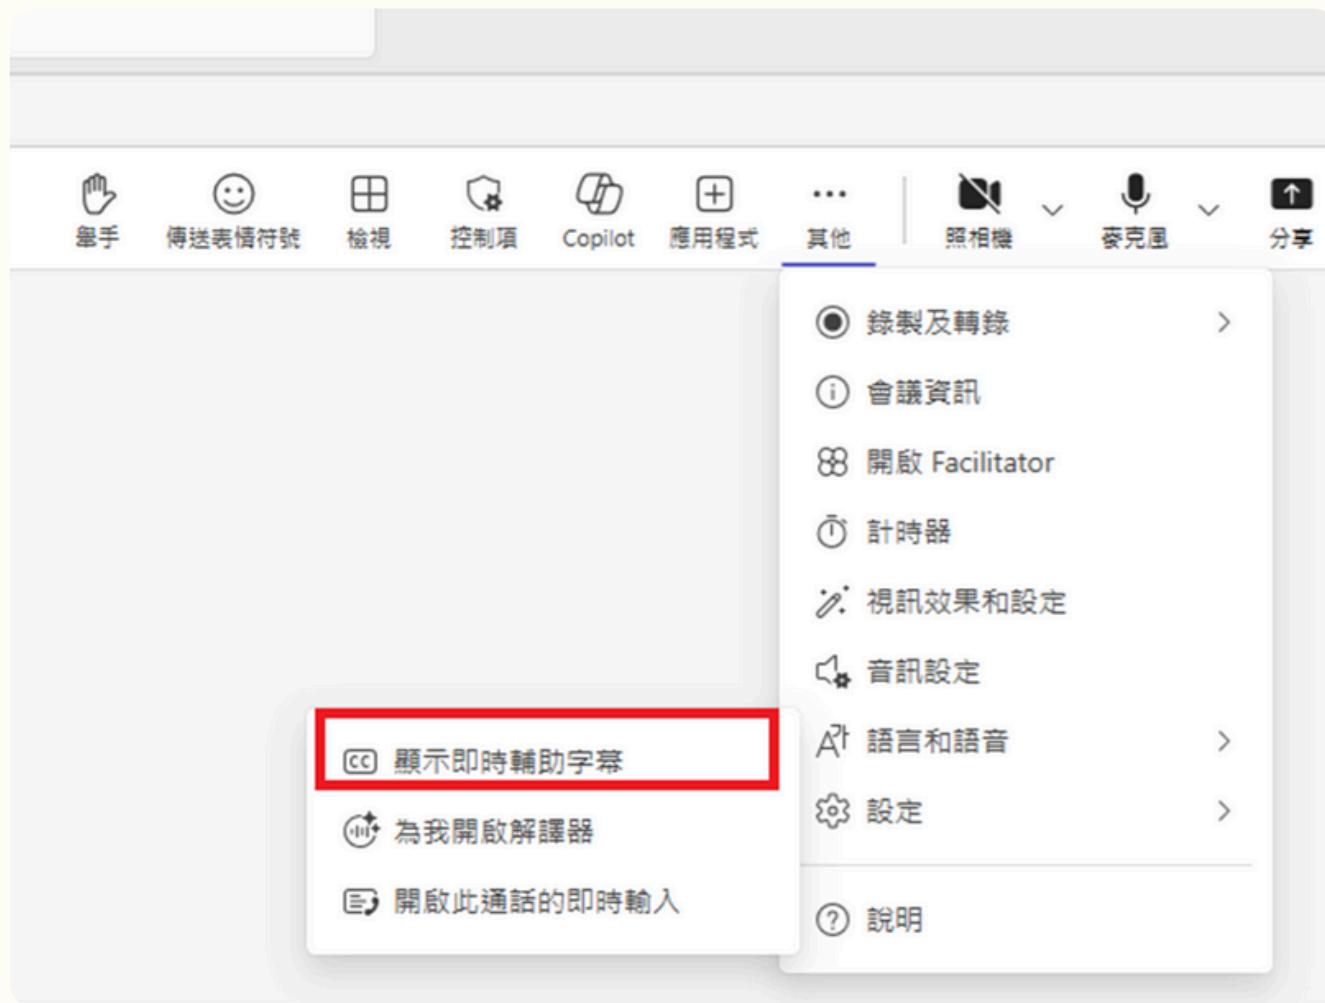 舉手
傳送表情符號
檢視
控制項
Copilot
應用程式
其他
照相機
麥克風
分享
錄製及轉錄
會議資訊
開啟 Facilitator
計時器
視訊效果和設定
音訊設定
語言和語音
設定
說明
CC 顯示即時輔助字幕
為我開啟解譯器
開啟此通話的即時輸入